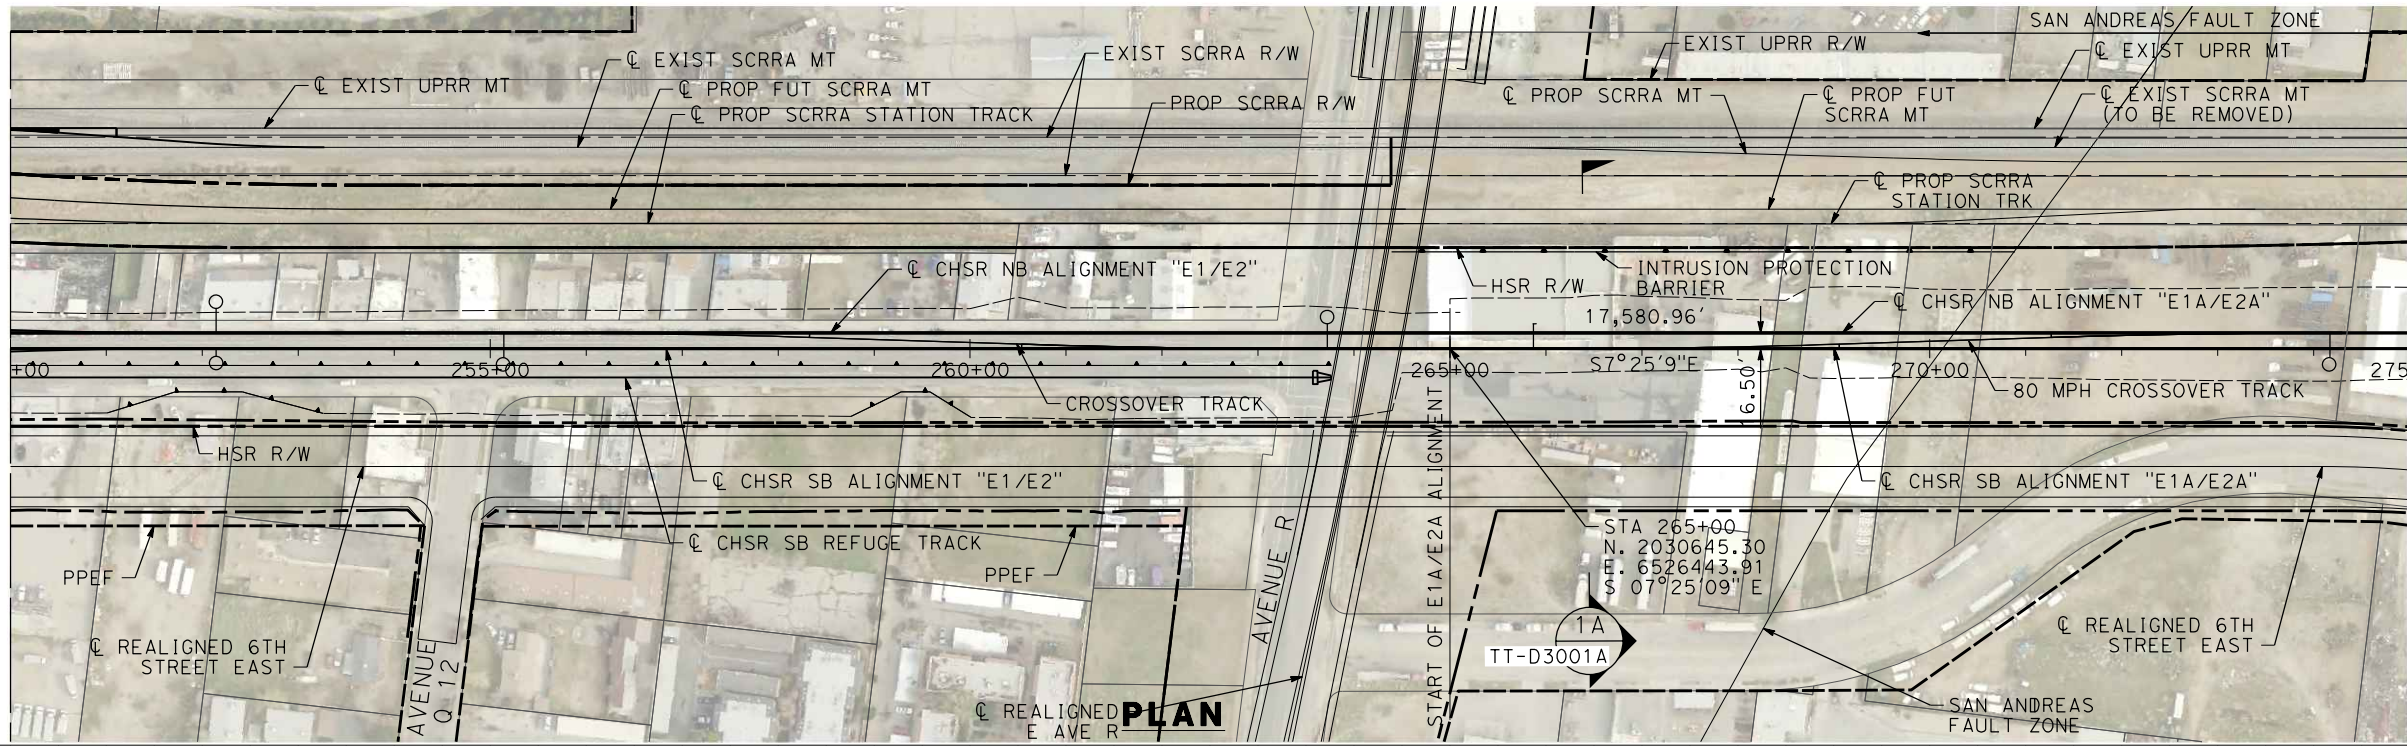 SAN ANDREAS FAULT ZONE
EXIST UPRR R/W
℄ EXIST UPRR MT
℄ EXIST SCRRA MT
EXIST SCRRA R/W
℄ EXIST UPRR MT
℄ PROP FUT SCRRA MT
PROP SCRRA R/W
℄ PROP SCRRA STATION TRACK
℄ PROP SCRRA MT
℄ PROP FUT
SCRRA MT
℄ EXIST SCRRA MT
(TO BE REMOVED)
℄ PROP SCRRA
STATION TRK
℄ CHSR NB ALIGNMENT "E1/E2"
HSR R/W
INTRUSION PROTECTION
BARRIER
℄ CHSR NB ALIGNMENT "E1A/E2A"
17,580.96'
S7°25'9"E
+00
255+00
260+00
265+00
270+00
275
16.50'
80 MPH CROSSOVER TRACK
CROSSOVER TRACK
HSR R/W
℄ CHSR SB ALIGNMENT "E1/E2"
℄ CHSR SB ALIGNMENT "E1A/E2A"
℄ CHSR SB REFUGE TRACK
PPEF
PPEF
STA 265+00
N. 2030645.30
E. 6526443.91
S 07°25'09" E
AVENUE R
START OF E1A/E2A ALIGNMENT
1A
TT-D3001A
℄ REALIGNED 6TH
STREET EAST
AVENUE
Q 12
℄ REALIGNED 6TH
STREET EAST
℄ REALIGNED
E AVE R
PLAN
SAN ANDREAS
FAULT ZONE